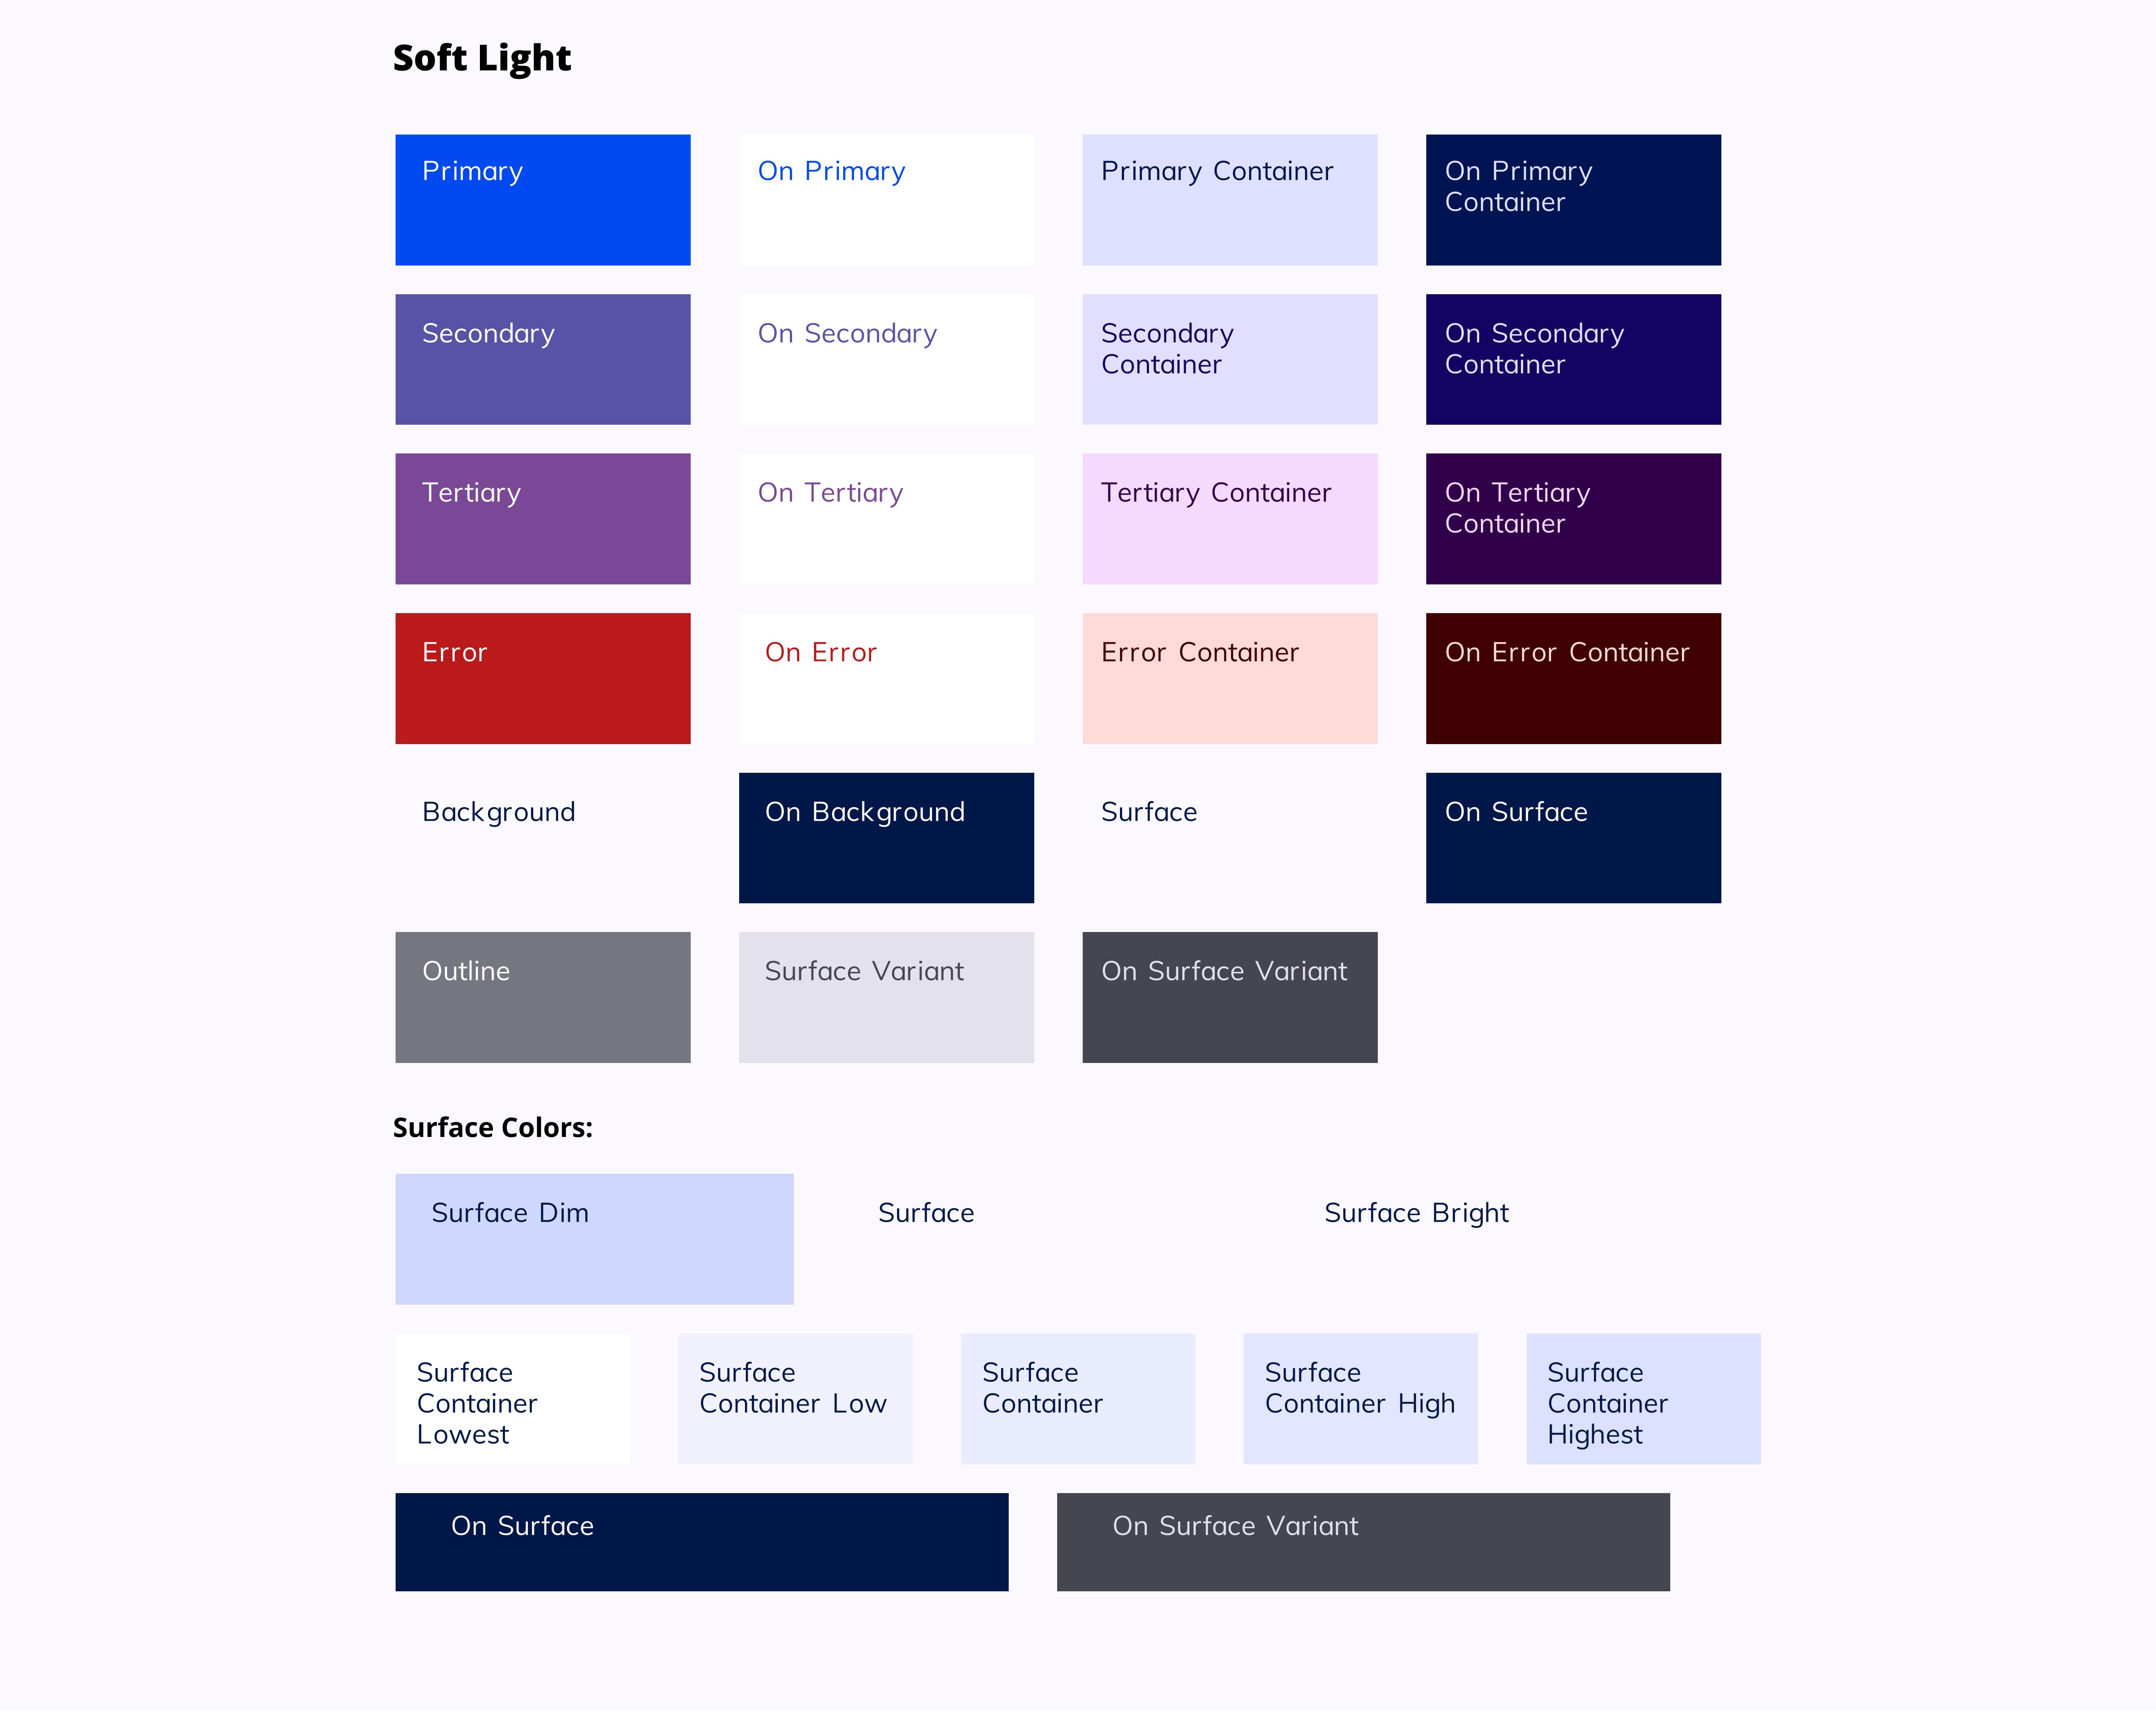 Soft Light
Primary
On Primary
Primary Container
On Primary
Container
Secondary
On Secondary
Secondary
Container
On Secondary
Container
Tertiary
On Tertiary
Tertiary Container
On Tertiary
Container
Error
On Error
Error Container
On Error Container
Background
On Background
Surface
On Surface
Outline
Surface Variant
On Surface Variant
Surface Colors:
Surface Dim
Surface
Surface Bright
Surface
Container
Lowest
Surface
Container Low
Surface
Container
Surface
Container High
Surface
Container
Highest
On Surface
On Surface Variant